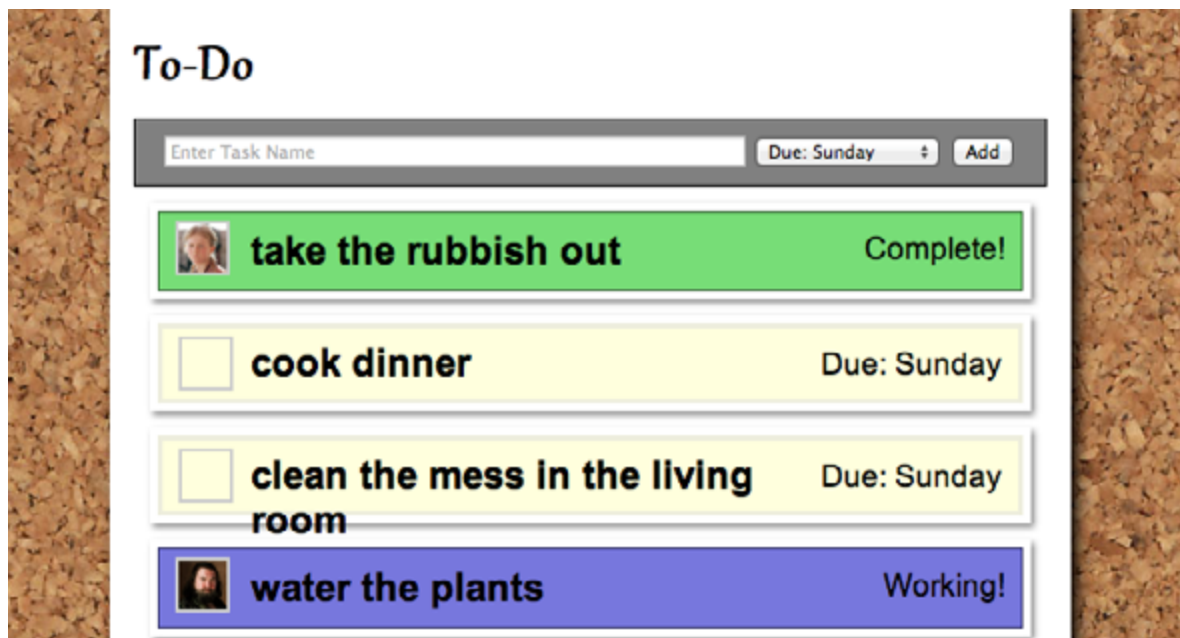 To-Do
Enter Task Name
Due: Sunday
Add
take the rubbish out
Complete!
cook dinner
Due: Sunday
clean the mess in the living
room
Due: Sunday
water the plants
Working!